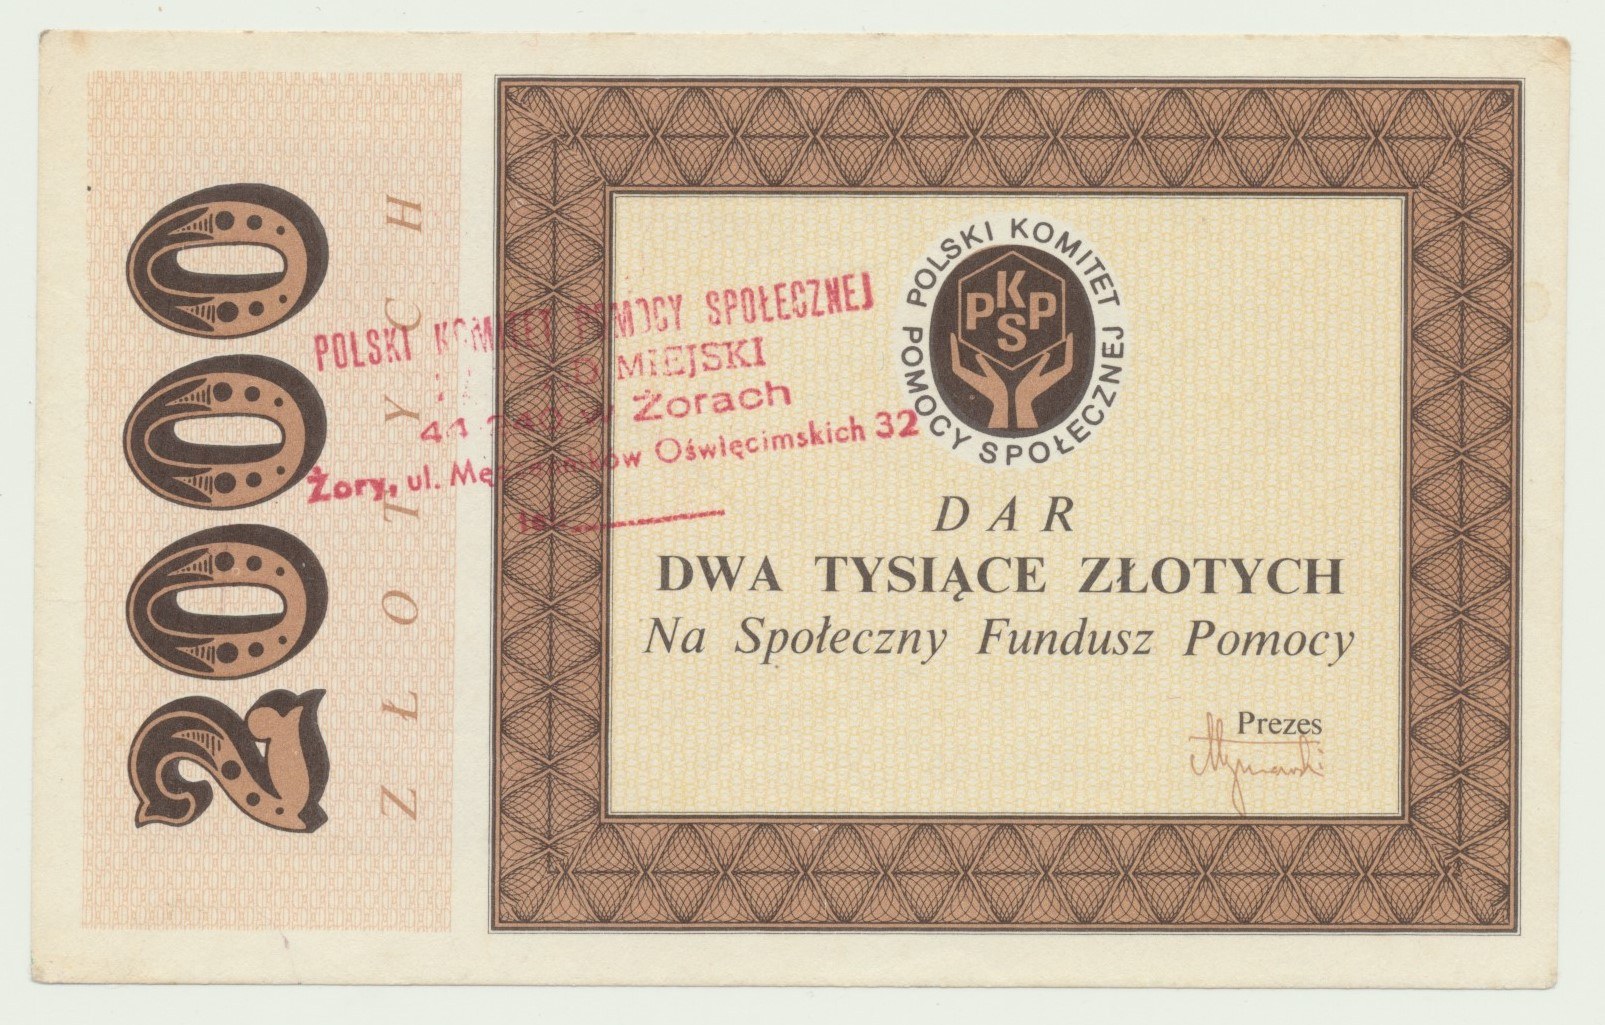 2000
ZŁOTYCH
POLSKI KOMITET POMOCY SPOŁECZNEJ
PKPS
POLSKI KOMITET POMOCY SPOŁECZNEJ
MIEJSKI
w Żorach
Żory, ul. Oświęcimskich 32
DAR
DWA TYSIĄCE ZŁOTYCH
Na Społeczny Fundusz Pomocy
Prezes